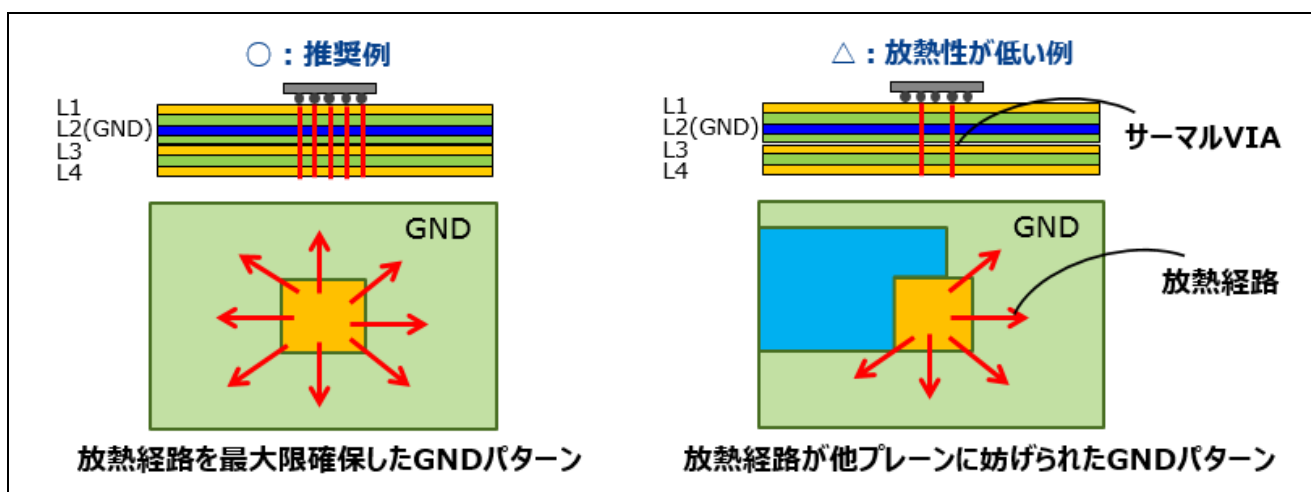 〇：推奨例
L1
L2(GND)
L3
L4
GND
放熱経路を最大限確保したGNDパターン
△：放熱性が低い例
L1
L2(GND)
L3
L4
サーマルVIA
GND
放熱経路
放熱経路が他プレーンに妨げられたGNDパターン